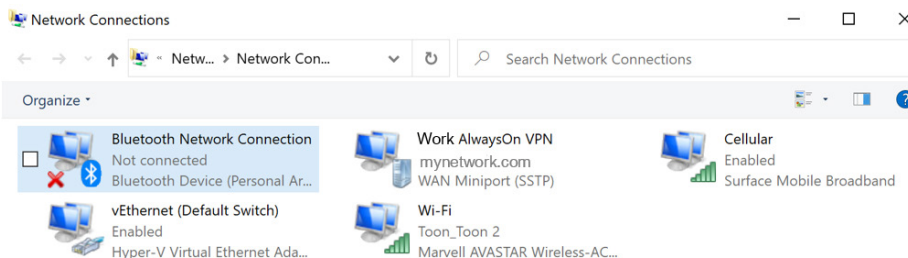 Network Connections
Netw... > Network Con...
Search Network Connections
Organize
Bluetooth Network Connection
Not connected
Bluetooth Device (Personal Ar...
Work AlwaysOn VPN
mynetwork.com
WAN Miniport (SSTP)
Cellular
Enabled
Surface Mobile Broadband
vEthernet (Default Switch)
Enabled
Hyper-V Virtual Ethernet Ada...
Wi-Fi
Toon_Toon 2
Marvell AVASTAR Wireless-AC...